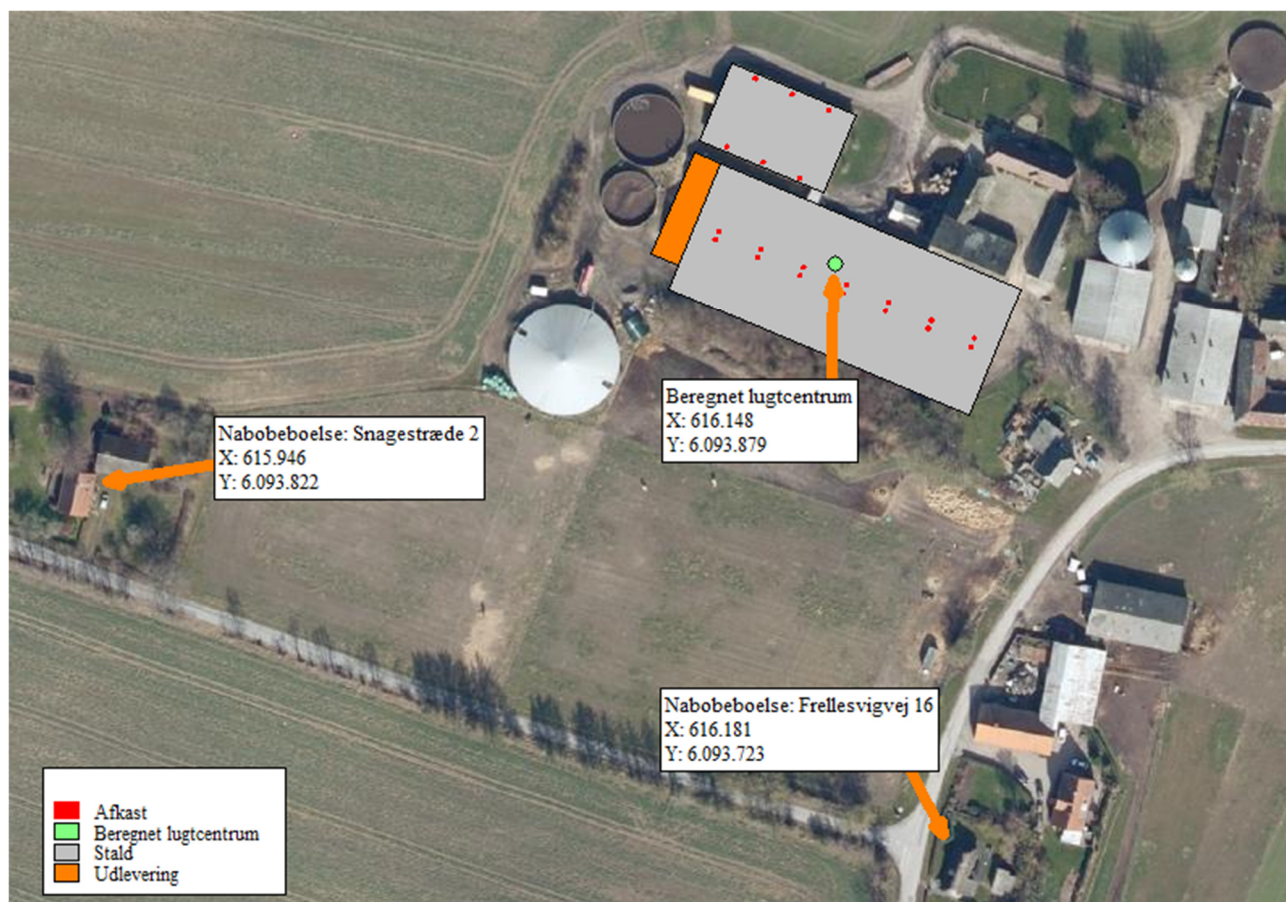 Beregnet lugtcentrum
X: 616.148
Y: 6.093.879
Nabobeboelse: Snagestræde 2
X: 615.946
Y: 6.093.822
Nabobeboelse: Frellesvigvej 16
X: 616.181
Y: 6.093.723
Afkast
Beregnet lugtcentrum
Stald
Udlevering